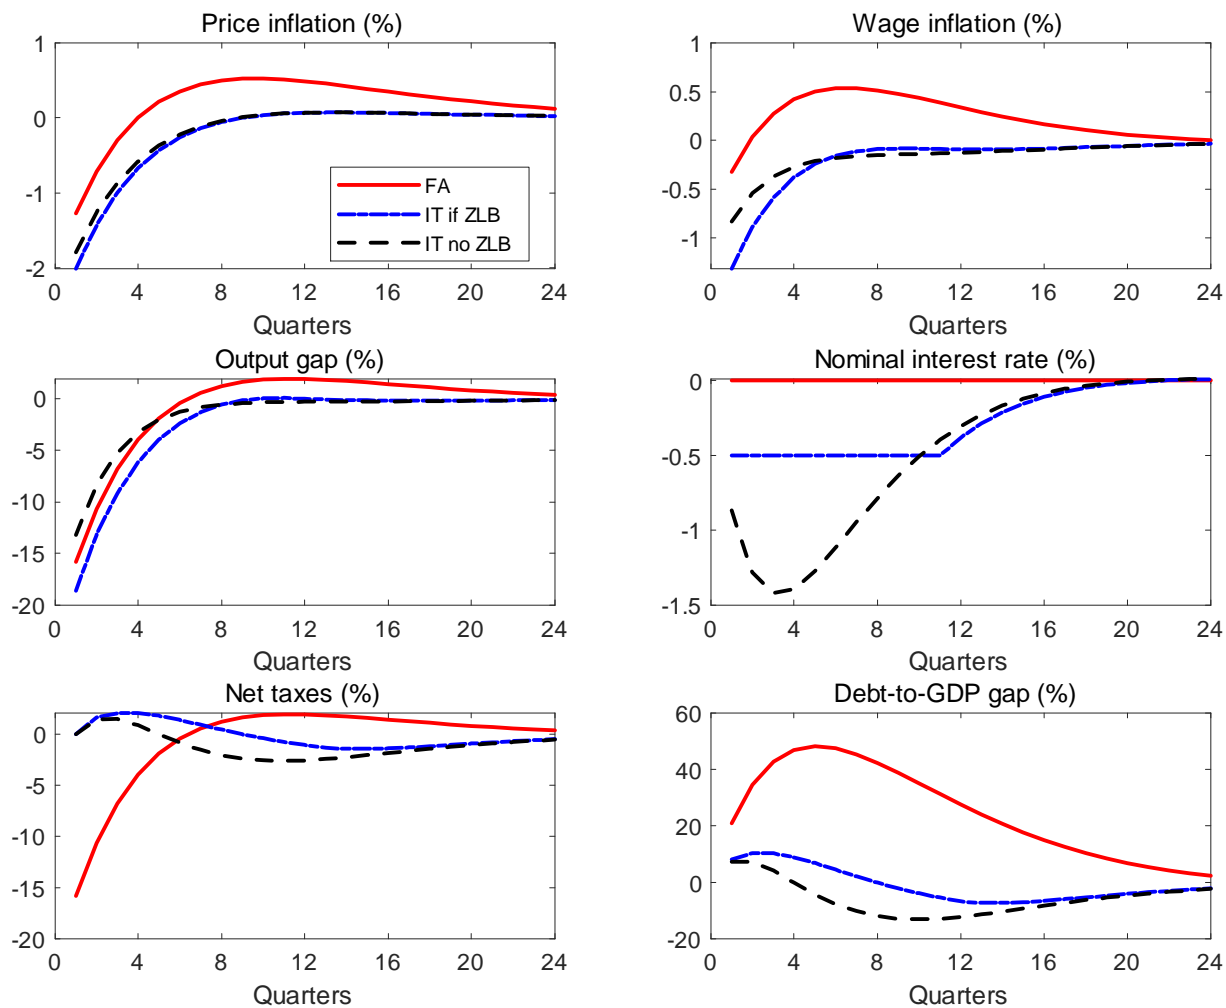 Price inflation (%)
1
0
-1
-2
0 4 8 12 16 20 24
Quarters
FA
IT if ZLB
IT no ZLB
Wage inflation (%)
1
0.5
0
-0.5
-1
0 4 8 12 16 20 24
Quarters
Output gap (%)
0
-5
-10
-15
-20
0 4 8 12 16 20 24
Quarters
Nominal interest rate (%)
0
-0.5
-1
-1.5
0 4 8 12 16 20 24
Quarters
Net taxes (%)
0
-5
-10
-15
-20
0 4 8 12 16 20 24
Quarters
Debt-to-GDP gap (%)
60
40
20
0
-20
0 4 8 12 16 20 24
Quarters